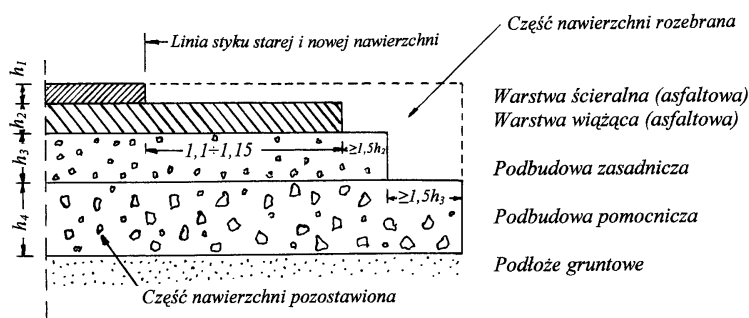 Część nawierzchni rozebrana
Linia styku starej i nowej nawierzchni
h₁
h₂
h₃
h₄
Warstwa ścieralna (asfaltowa)
Warstwa wiążąca (asfaltowa)
1,1÷1,15
≥1,5h₂
Podbudowa zasadnicza
≥1,5h₃
Podbudowa pomocnicza
Podłoże gruntowe
Część nawierzchni pozostawiona